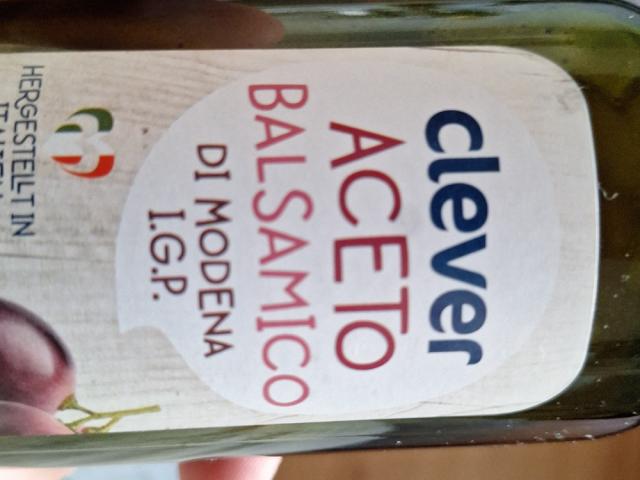 clever
ACETO
BALSAMICO
DI MODENA
I.G.P.
HERGESTELLT IN